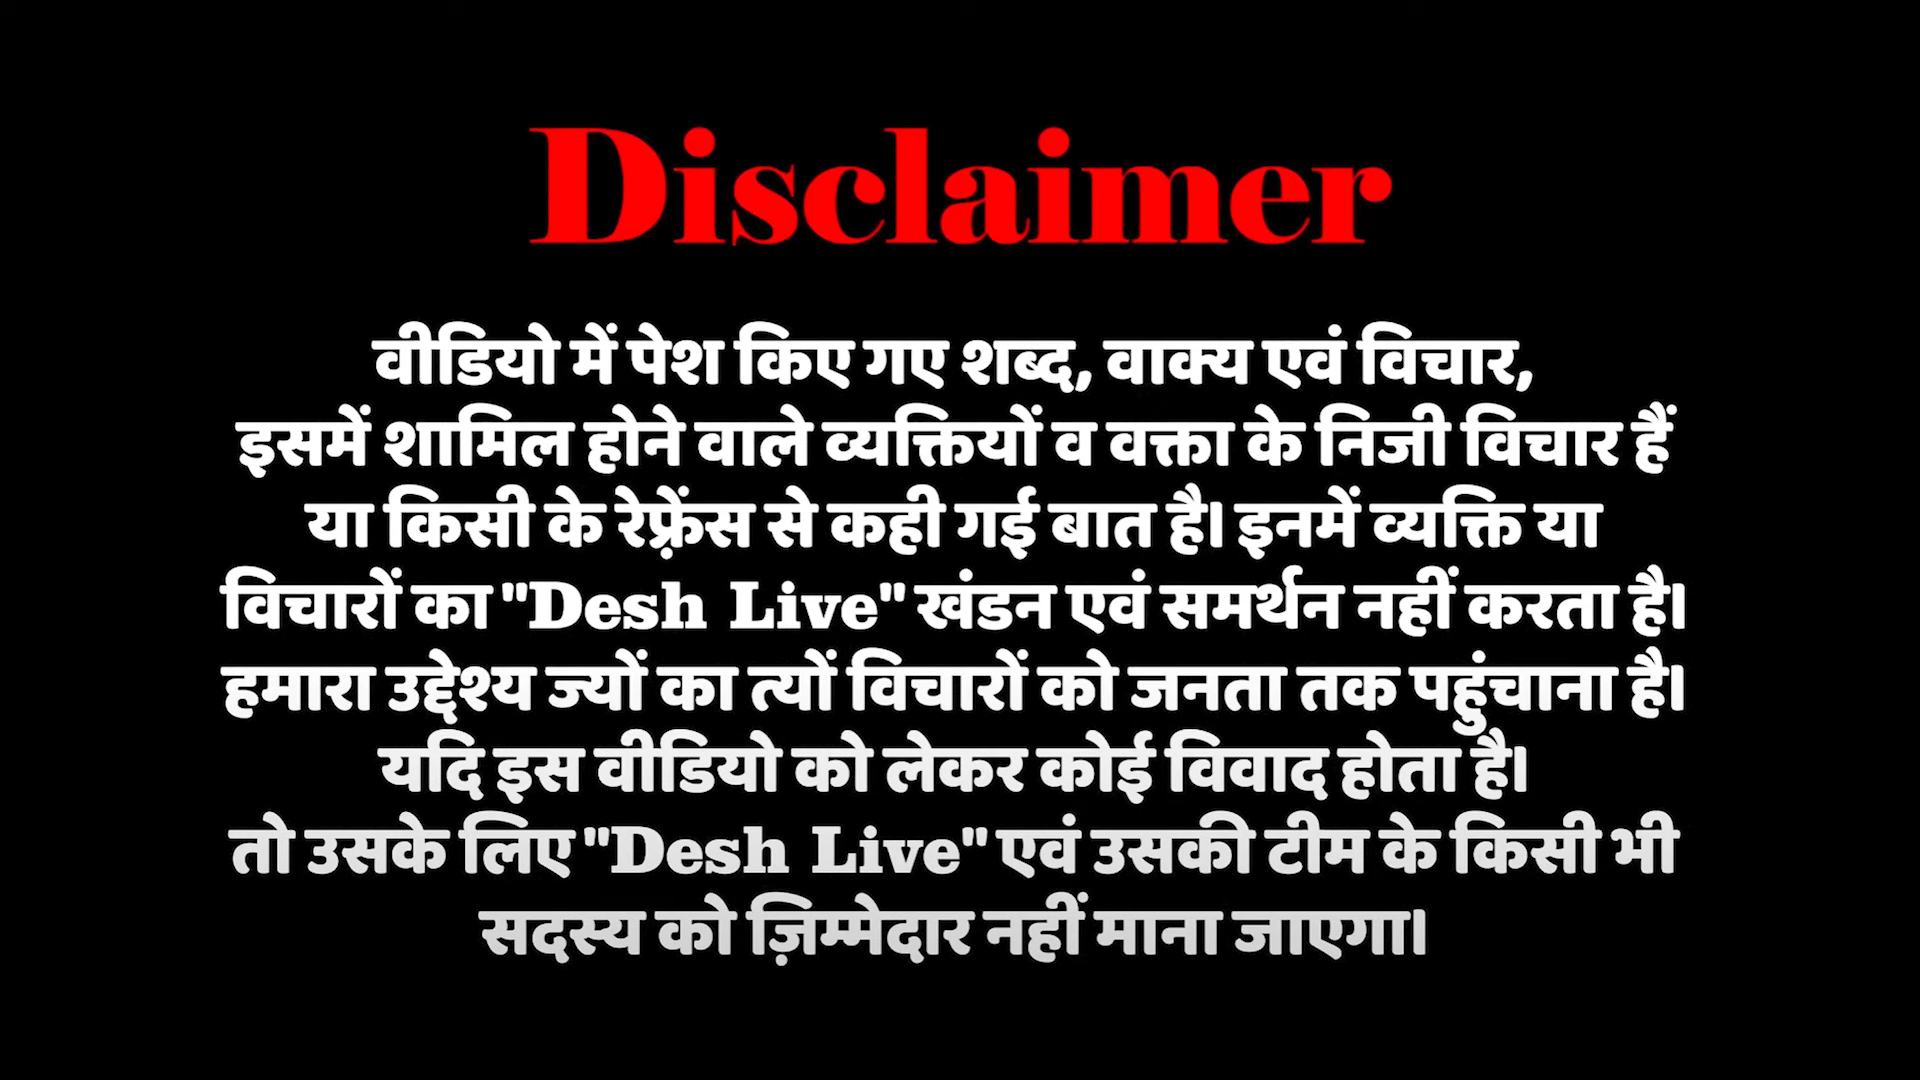 Disclaimer
वीडियो में पेश किए गए शब्द, वाक्य एवं विचार,
इसमें शामिल होने वाले व्यक्तियों व वक्ता के निजी विचार हैं
या किसी के रेफ़्रेंस से कही गई बात है। इनमें व्यक्ति या
विचारों का "Desh Live" खंडन एवं समर्थन नहीं करता है।
हमारा उद्देश्य ज्यों का त्यों विचारों को जनता तक पहुंचाना है।
यदि इस वीडियो को लेकर कोई विवाद होता है।
तो उसके लिए "Desh Live" एवं उसकी टीम के किसी भी
सदस्य को ज़िम्मेदार नहीं माना जाएगा।